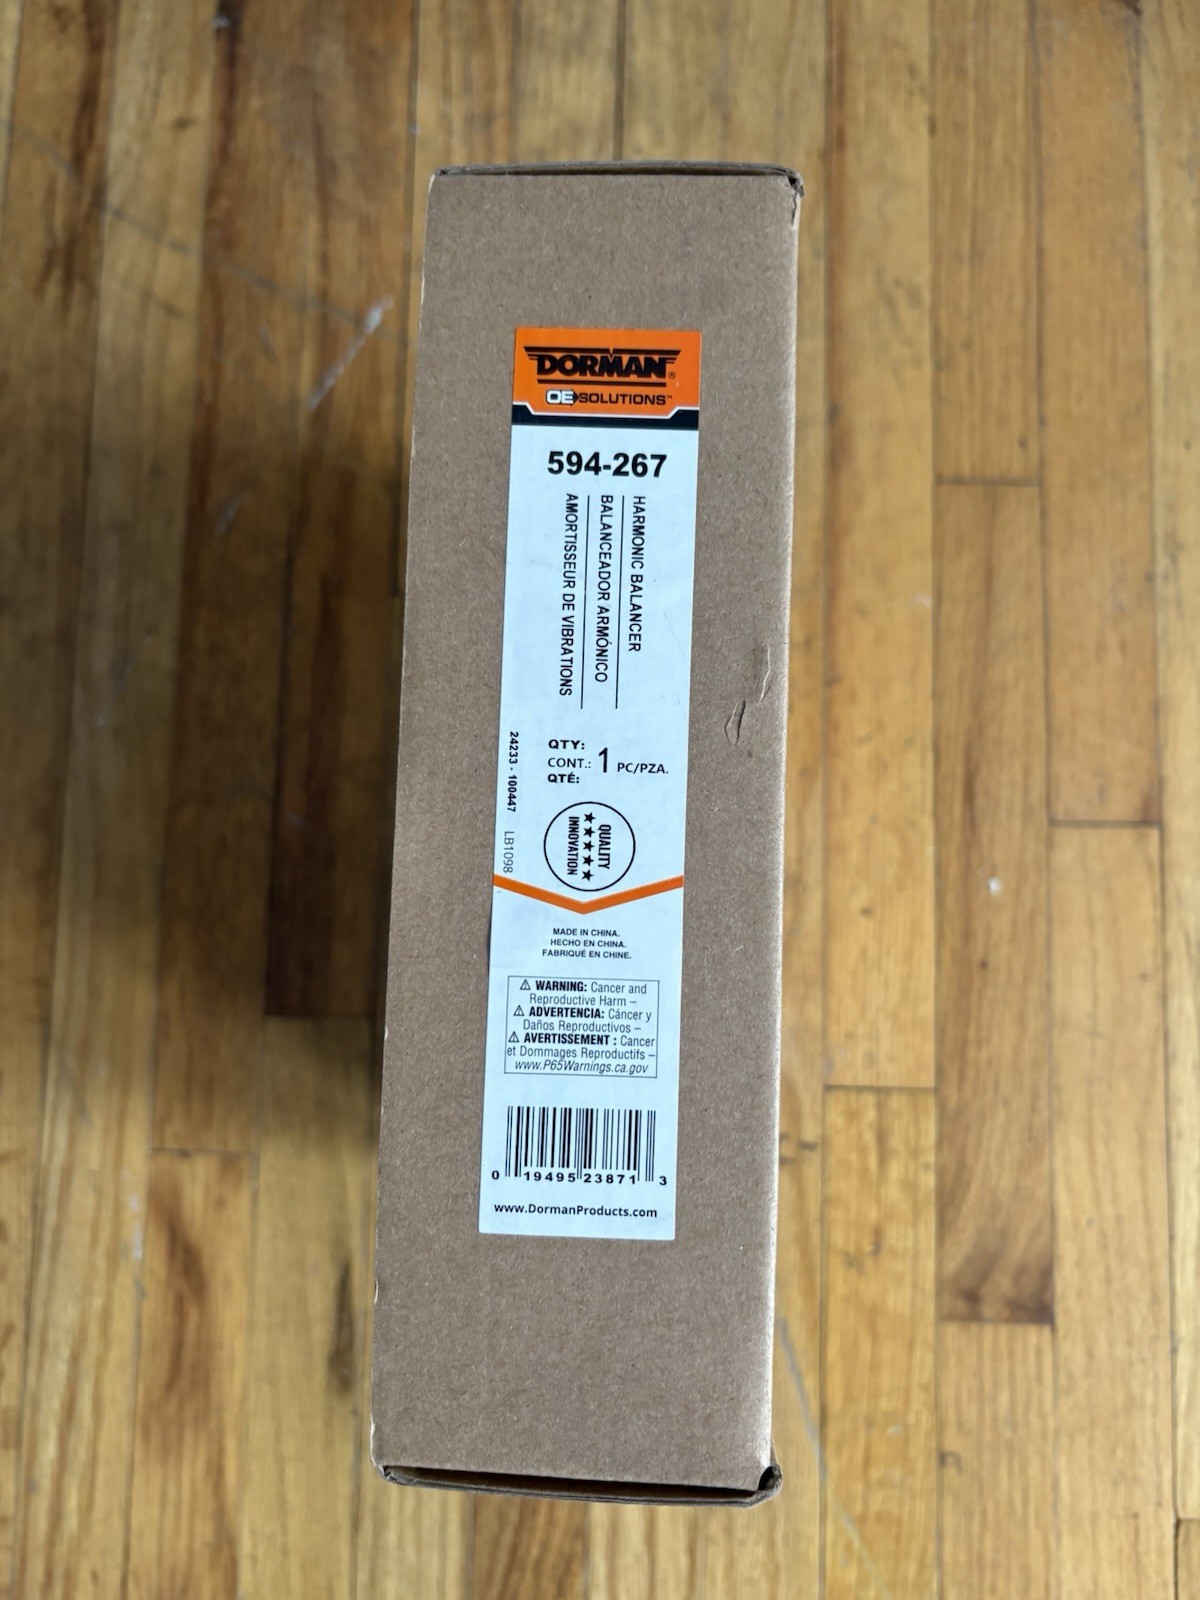 DORMAN®
OE SOLUTIONS™
594-267
HARMONIC BALANCER
BALANCEADOR ARMÓNICO
AMORTISSEUR DE VIBRATIONS
QTY:
CONT.: 1 PC/PZA.
QTÉ:
24233 - 100447 LB1098
QUALITY
INNOVATION
MADE IN CHINA.
HECHO EN CHINA.
FABRIQUÉ EN CHINE.
⚠ WARNING: Cancer and
Reproductive Harm –
⚠ ADVERTENCIA: Cáncer y
Daños Reproductivos –
⚠ AVERTISSEMENT : Cancer
et Dommages Reproductifs –
www.P65Warnings.ca.gov
0 19495 23871 3
www.DormanProducts.com